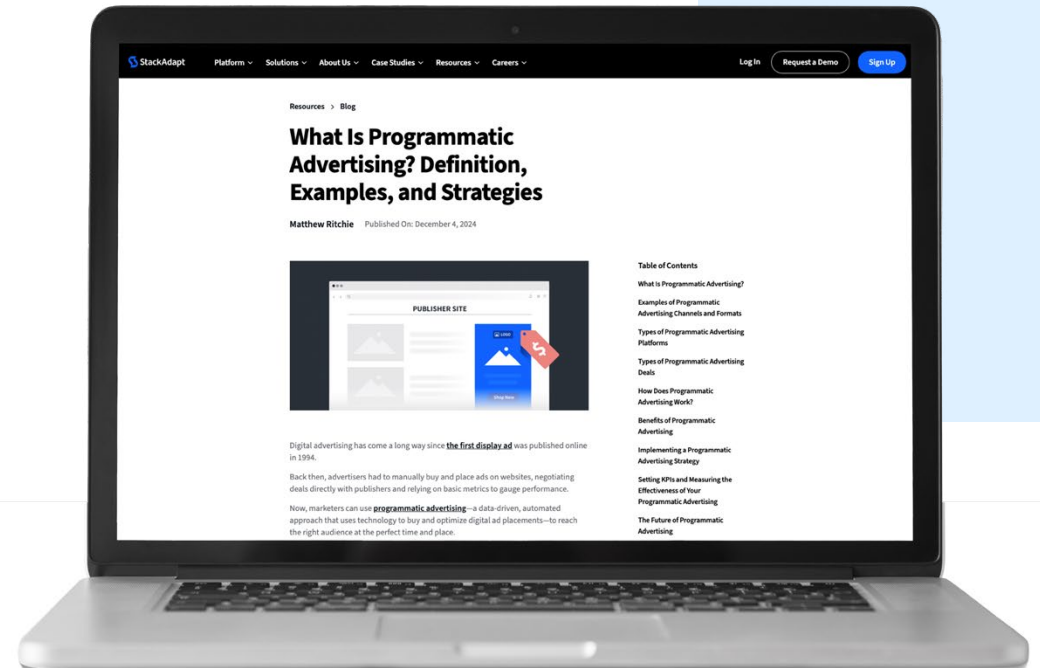 StackAdapt
Platform
Solutions
About Us
Case Studies
Resources
Careers
Log In
Request a Demo
Sign Up
Resources > Blog
What Is Programmatic
Advertising? Definition,
Examples, and Strategies
Matthew Ritchie Published On: December 4, 2024
PUBLISHER SITE
LOGO
$
Shop Now
Digital advertising has come a long way since the first display ad was published online
in 1994.
Back then, advertisers had to manually buy and place ads on websites, negotiating
deals directly with publishers and relying on basic metrics to gauge performance.
Now, marketers can use programmatic advertising—a data-driven, automated
approach that uses technology to buy and optimize digital ad placements—to reach
the right audience at the perfect time and place.
Table of Contents
What Is Programmatic Advertising?
Examples of Programmatic
Advertising Channels and Formats
Types of Programmatic Advertising
Platforms
Types of Programmatic Advertising
Deals
How Does Programmatic
Advertising Work?
Benefits of Programmatic
Advertising
Implementing a Programmatic
Advertising Strategy
Setting KPIs and Measuring the
Effectiveness of Your
Programmatic Advertising
The Future of Programmatic
Advertising